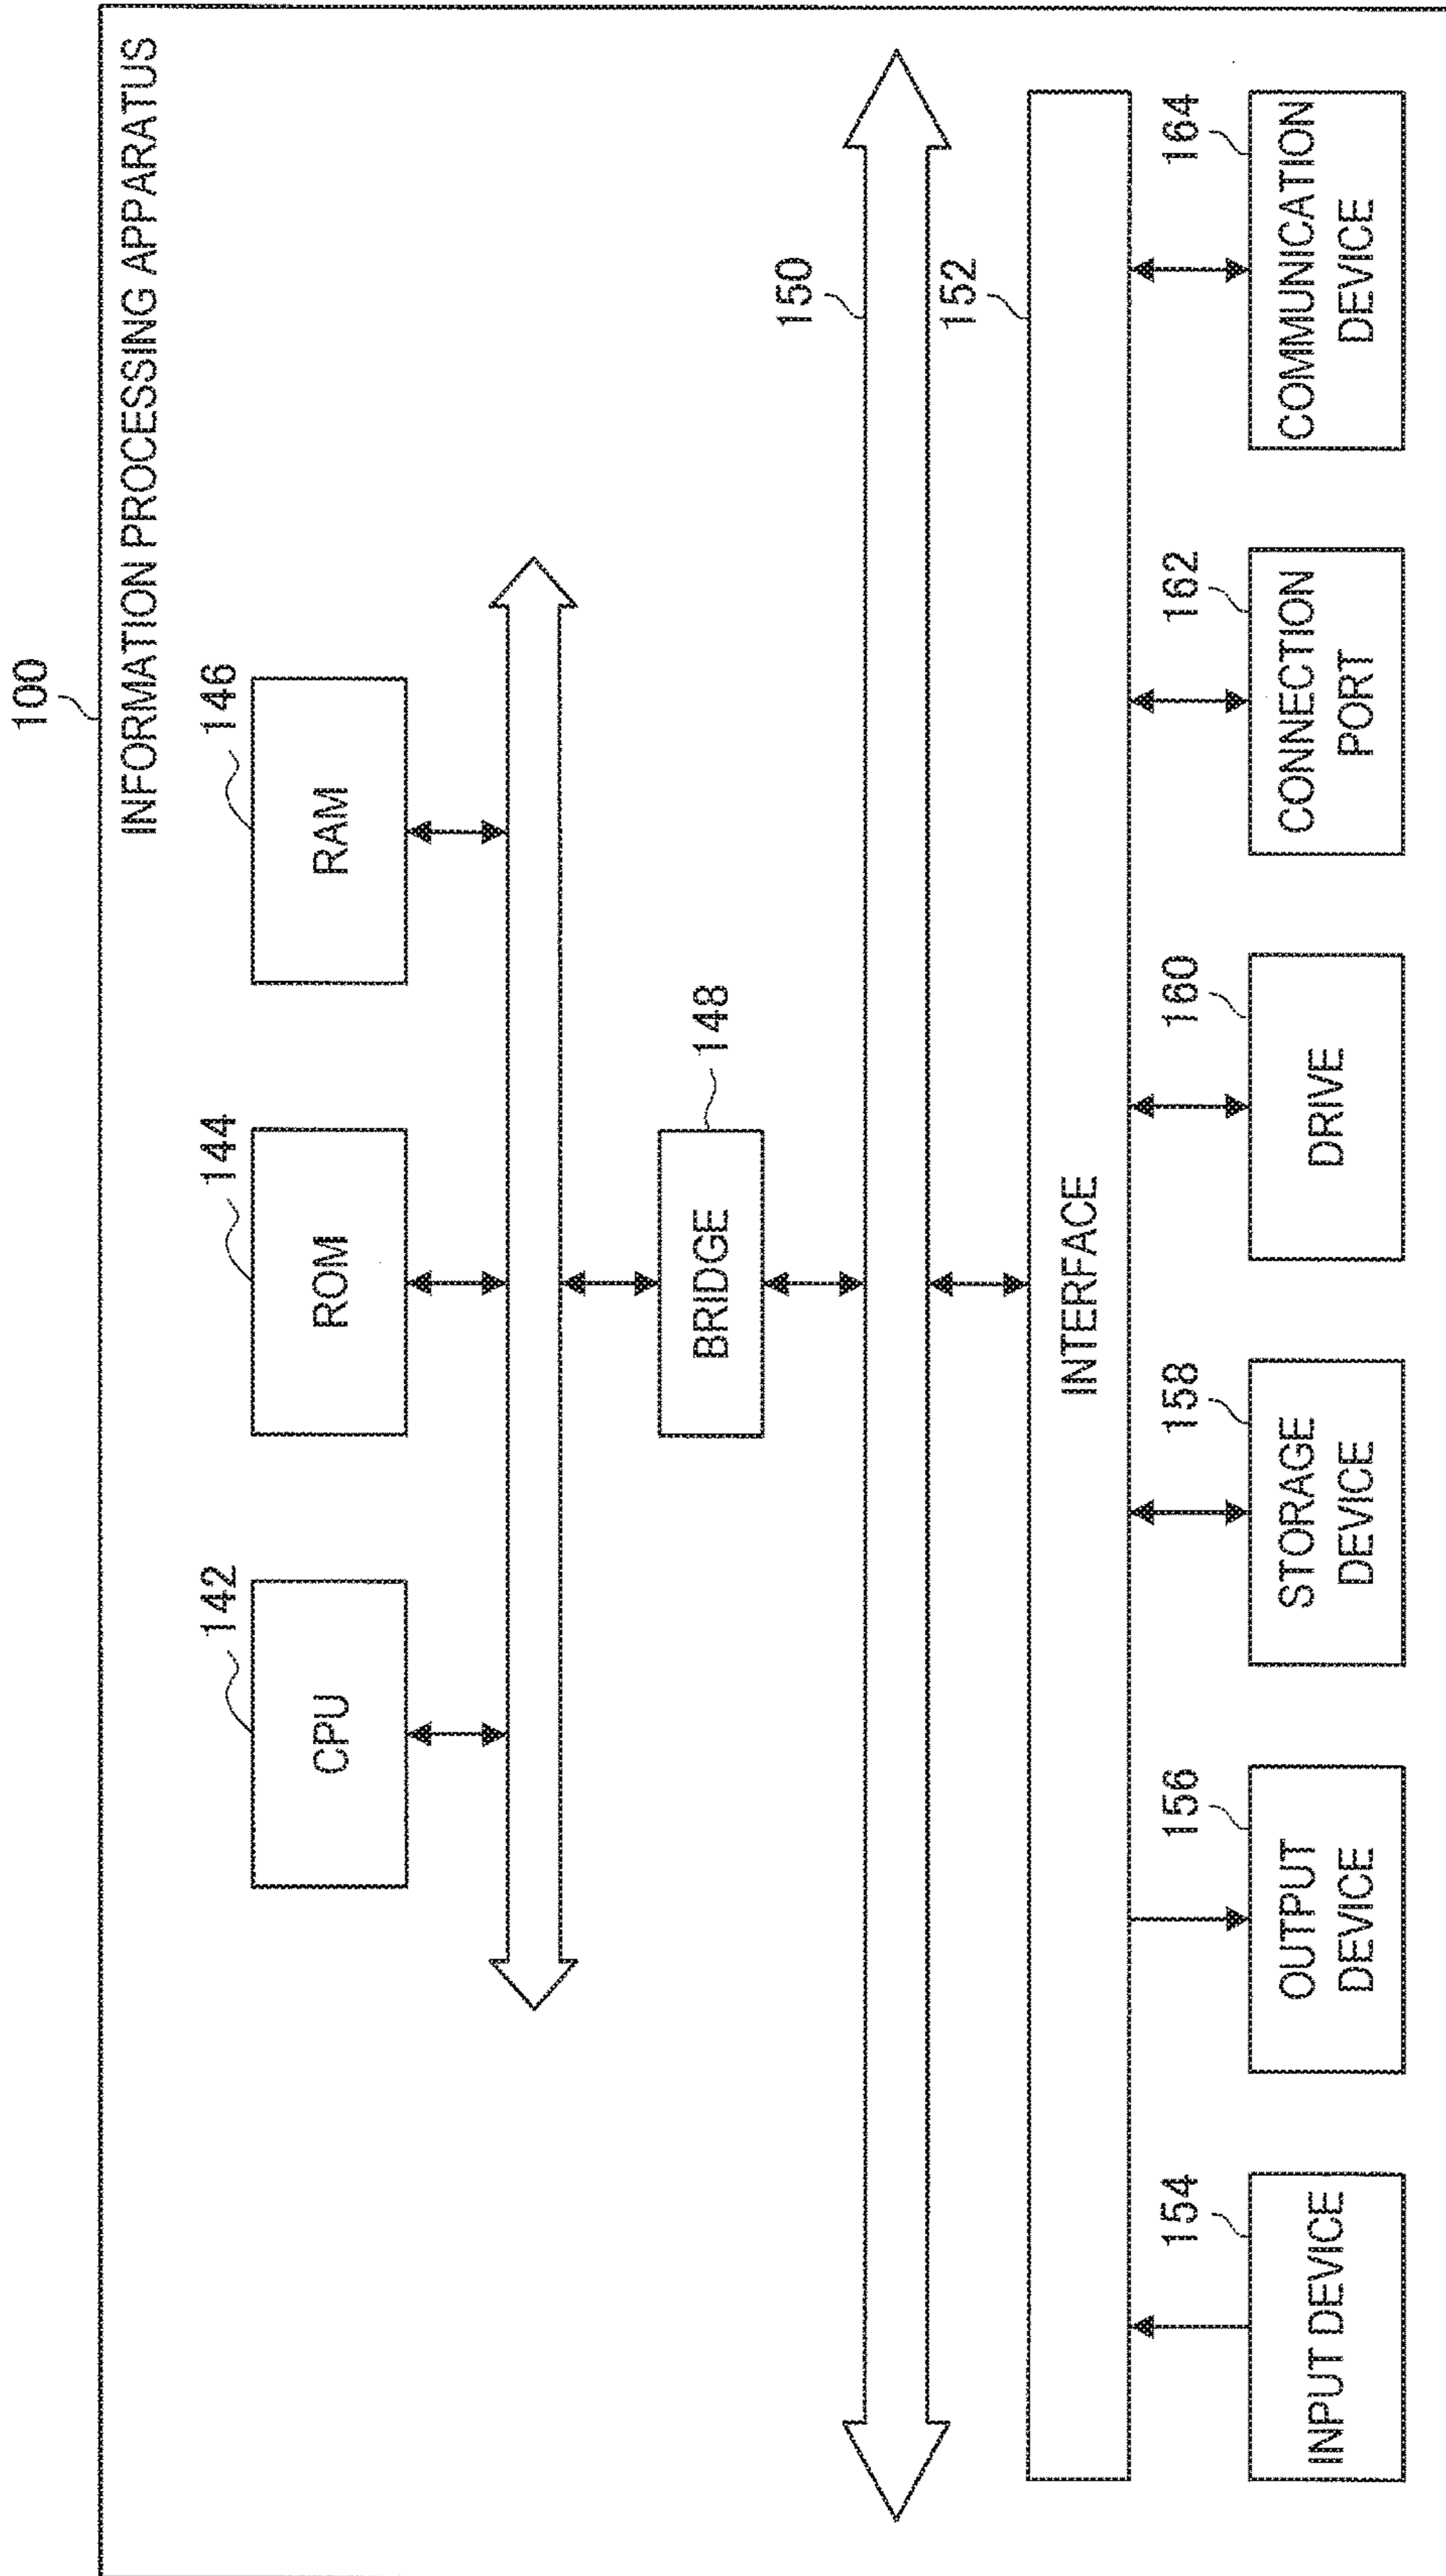 100
INFORMATION PROCESSING APPARATUS
142
144
146
CPU
ROM
RAM
148
BRIDGE
150
152
INTERFACE
154
156
158
160
162
164
INPUT DEVICE
OUTPUT
DEVICE
STORAGE
DEVICE
DRIVE
CONNECTION
PORT
COMMUNICATION
DEVICE